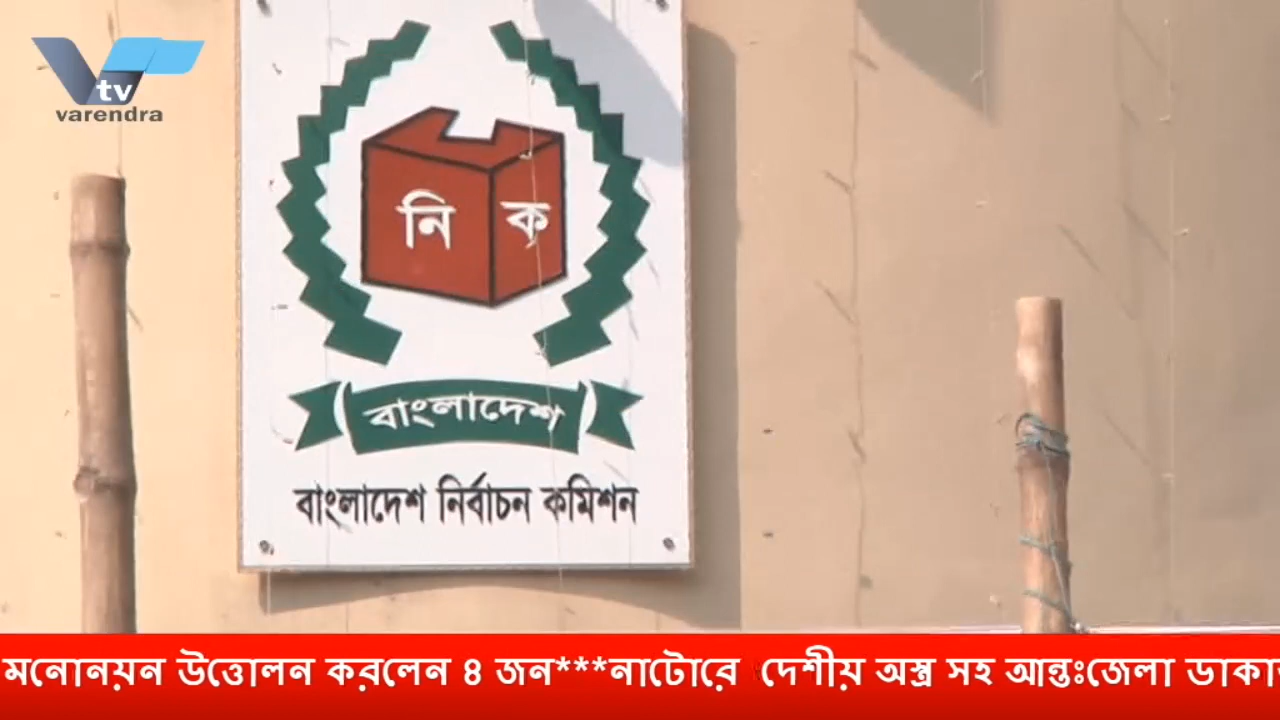 tv
varendra
নি ক
বাংলাদেশ
বাংলাদেশ নির্বাচন কমিশন
মনোনয়ন উত্তোলন করলেন ৪ জন***নাটোরে দেশীয় অস্ত্র সহ আন্তঃজেলা